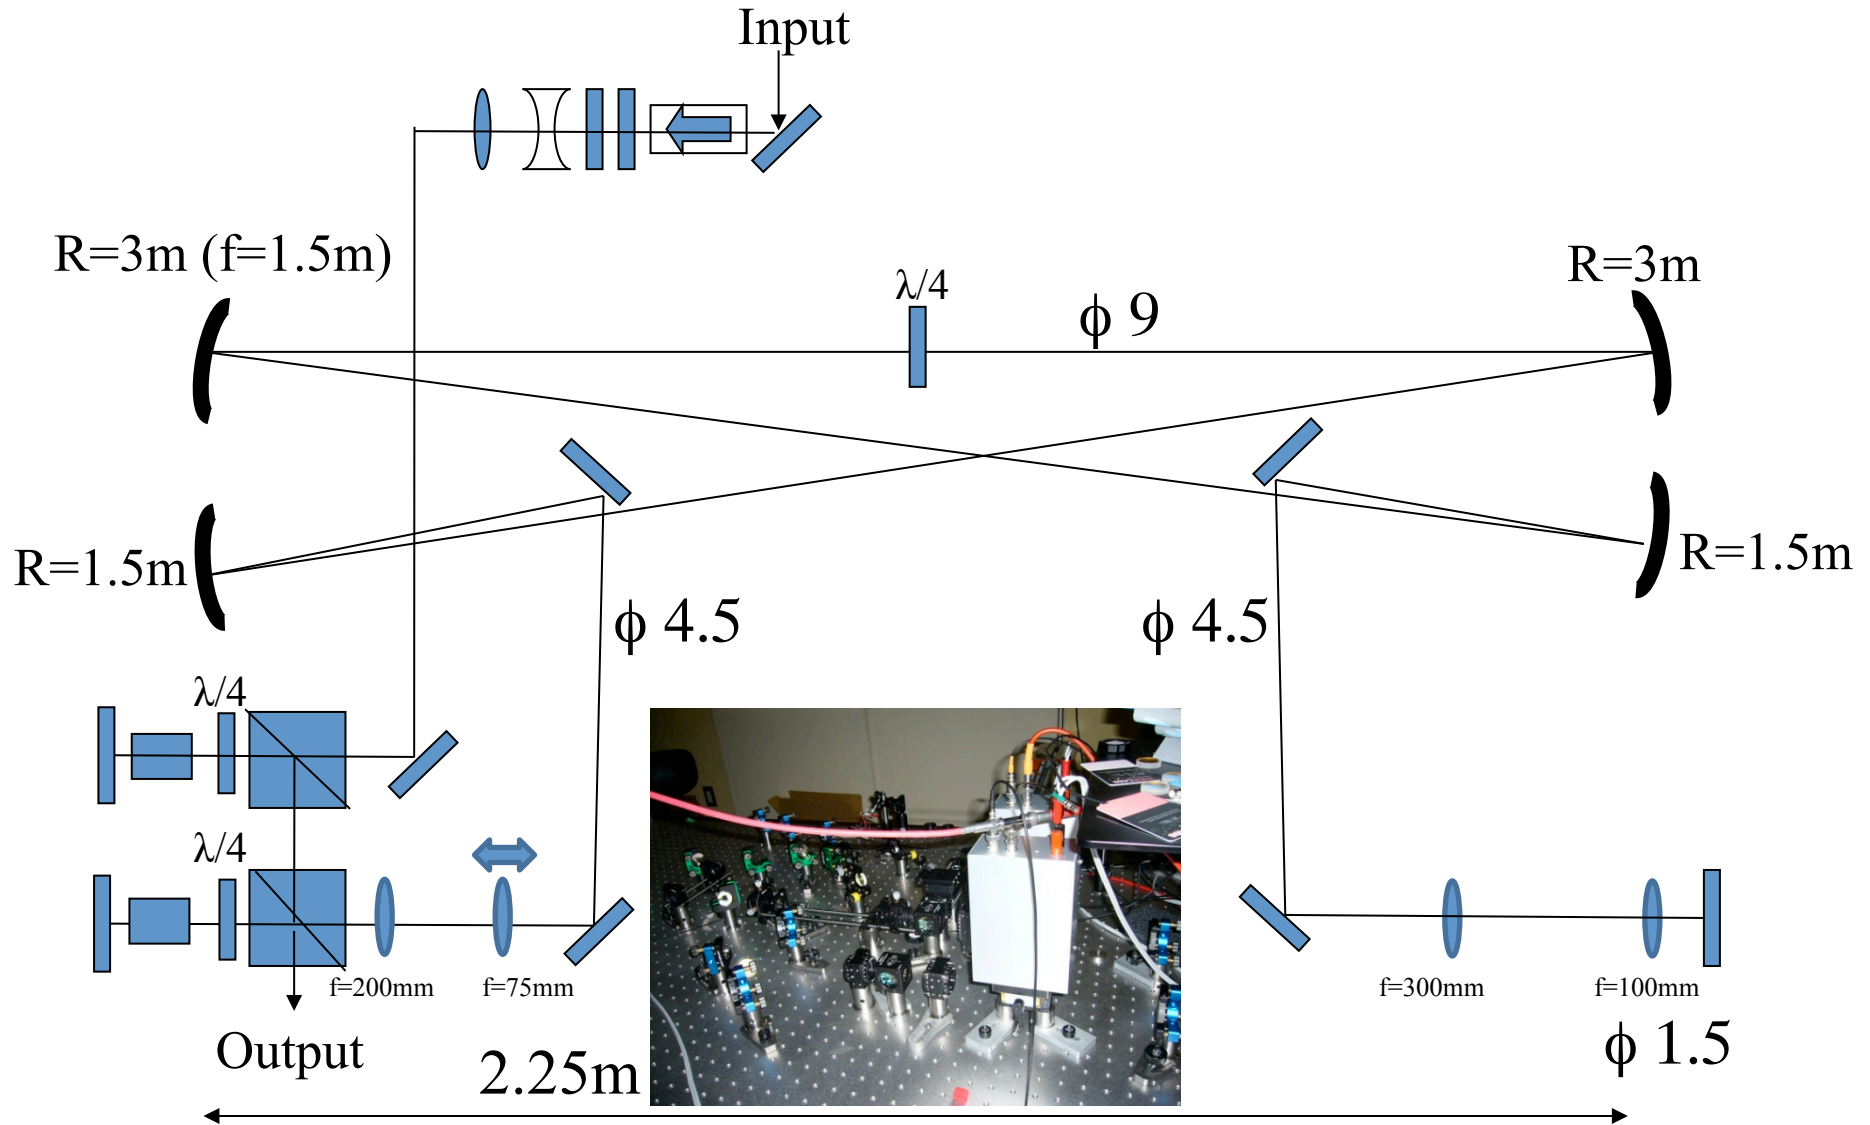 Input
R=3m (f=1.5m)
R=3m
λ/4
ϕ 9
R=1.5m
R=1.5m
ϕ 4.5
ϕ 4.5
λ/4
λ/4
f=200mm
f=75mm
f=300mm
f=100mm
Output
2.25m
ϕ 1.5